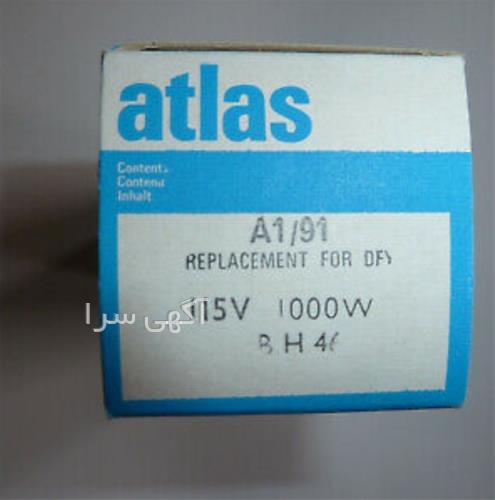 atlas
Contents
Contenu
Inhalt
A1/91
REPLACEMENT FOR DFY
آگهی سرا
115V 1000W
B H 46